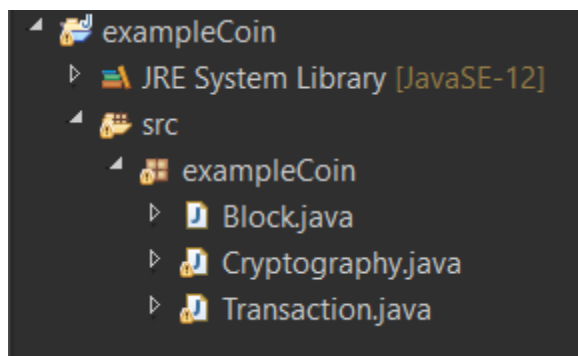 exampleCoin
JRE System Library [JavaSE-12]
src
exampleCoin
Block.java
Cryptography.java
Transaction.java